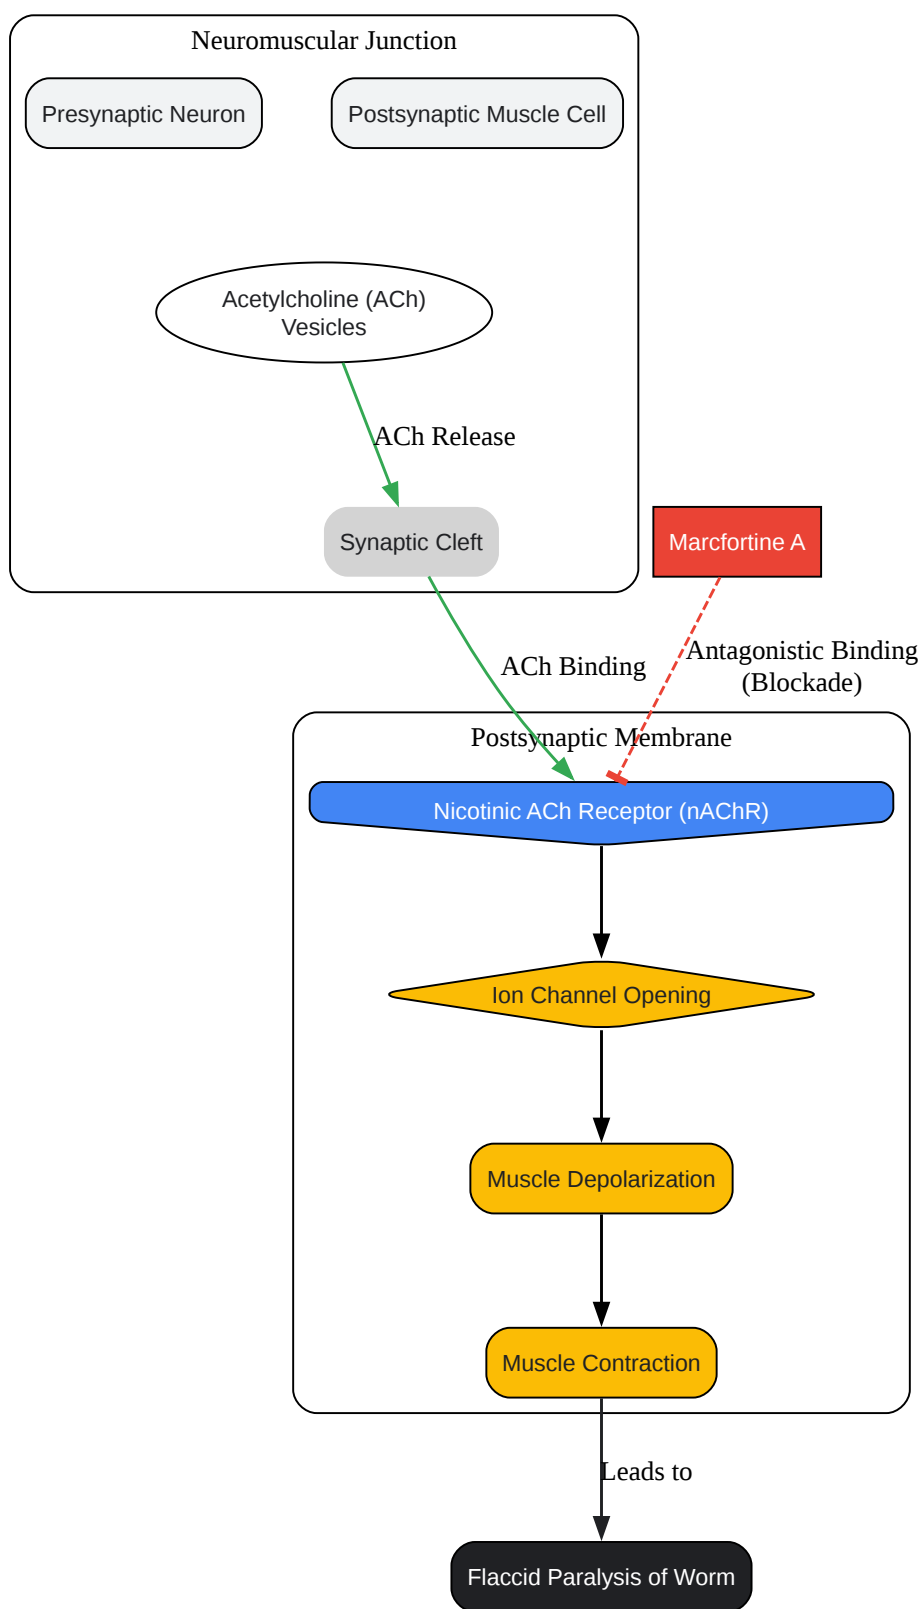 Neuromuscular Junction
Presynaptic Neuron
Postsynaptic Muscle Cell
Acetylcholine (ACh)
Vesicles
ACh Release
Synaptic Cleft
Marcfortine A
ACh Binding
Antagonistic Binding
(Blockade)
Postsynaptic Membrane
Nicotinic ACh Receptor (nAChR)
Ion Channel Opening
Muscle Depolarization
Muscle Contraction
Leads to
Flaccid Paralysis of Worm